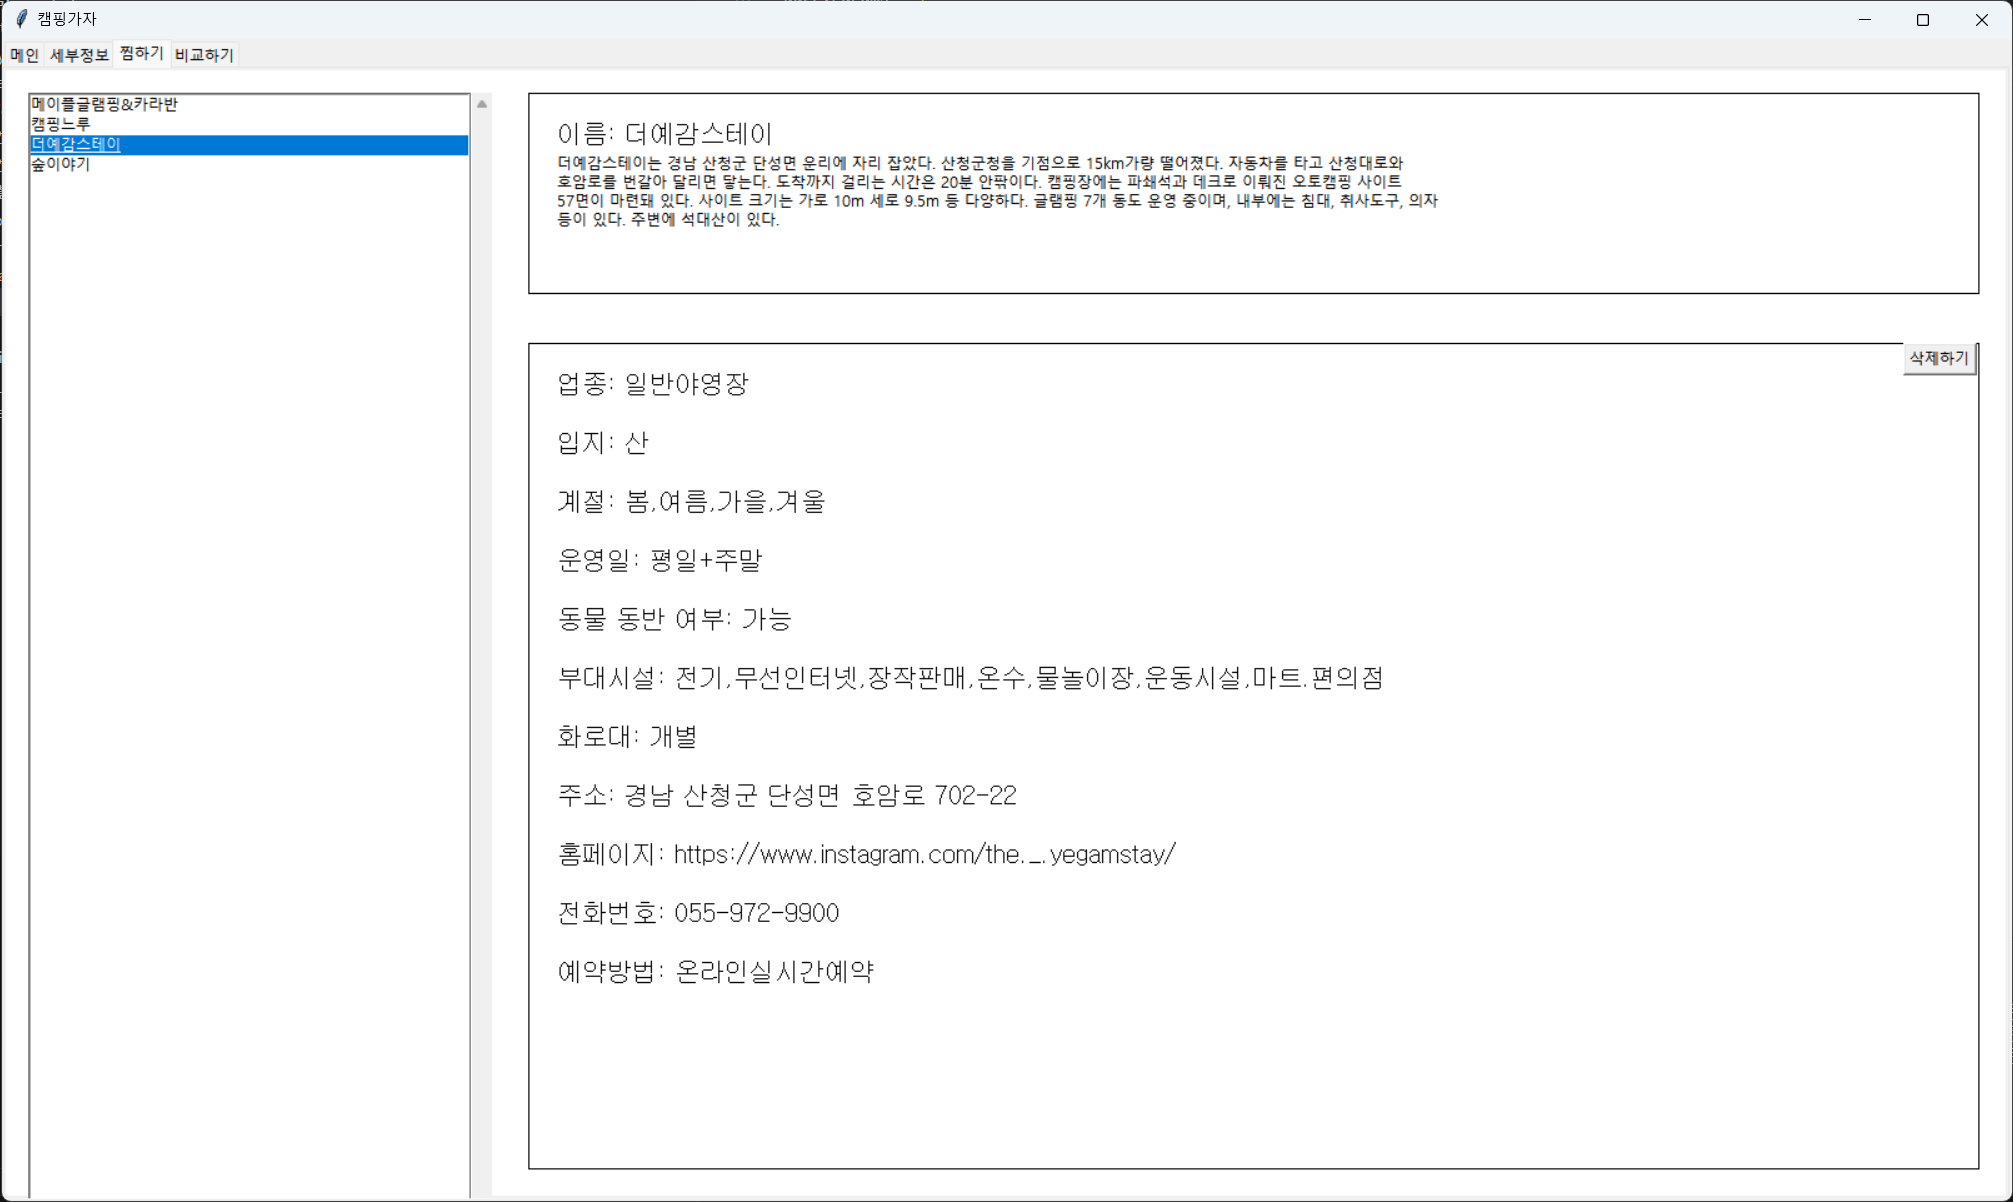 캠핑가자
메인 세부정보 찜하기 비교하기
메이플글램핑&카라반
캠핑느루
더예감스테이
숲이야기
이름: 더예감스테이
더예감스테이는 경남 산청군 단성면 운리에 자리 잡았다. 산청군청을 기점으로 15km가량 떨어졌다. 자동차를 타고 산청대로와
호암로를 번갈아 달리면 닿는다. 도착까지 걸리는 시간은 20분 안팎이다. 캠핑장에는 파쇄석과 데크로 이뤄진 오토캠핑 사이트
57면이 마련돼 있다. 사이트 크기는 가로 10m 세로 9.5m 등 다양하다. 글램핑 7개 동도 운영 중이며, 내부에는 침대, 취사도구, 의자
등이 있다. 주변에 석대산이 있다.
삭제하기
업종: 일반야영장
입지: 산
계절: 봄,여름,가을,겨울
운영일: 평일+주말
동물 동반 여부: 가능
부대시설: 전기,무선인터넷,장작판매,온수,물놀이장,운동시설,마트.편의점
화로대: 개별
주소: 경남 산청군 단성면 호암로 702-22
홈페이지: https://www.instagram.com/the._.yegamstay/
전화번호: 055-972-9900
예약방법: 온라인실시간예약